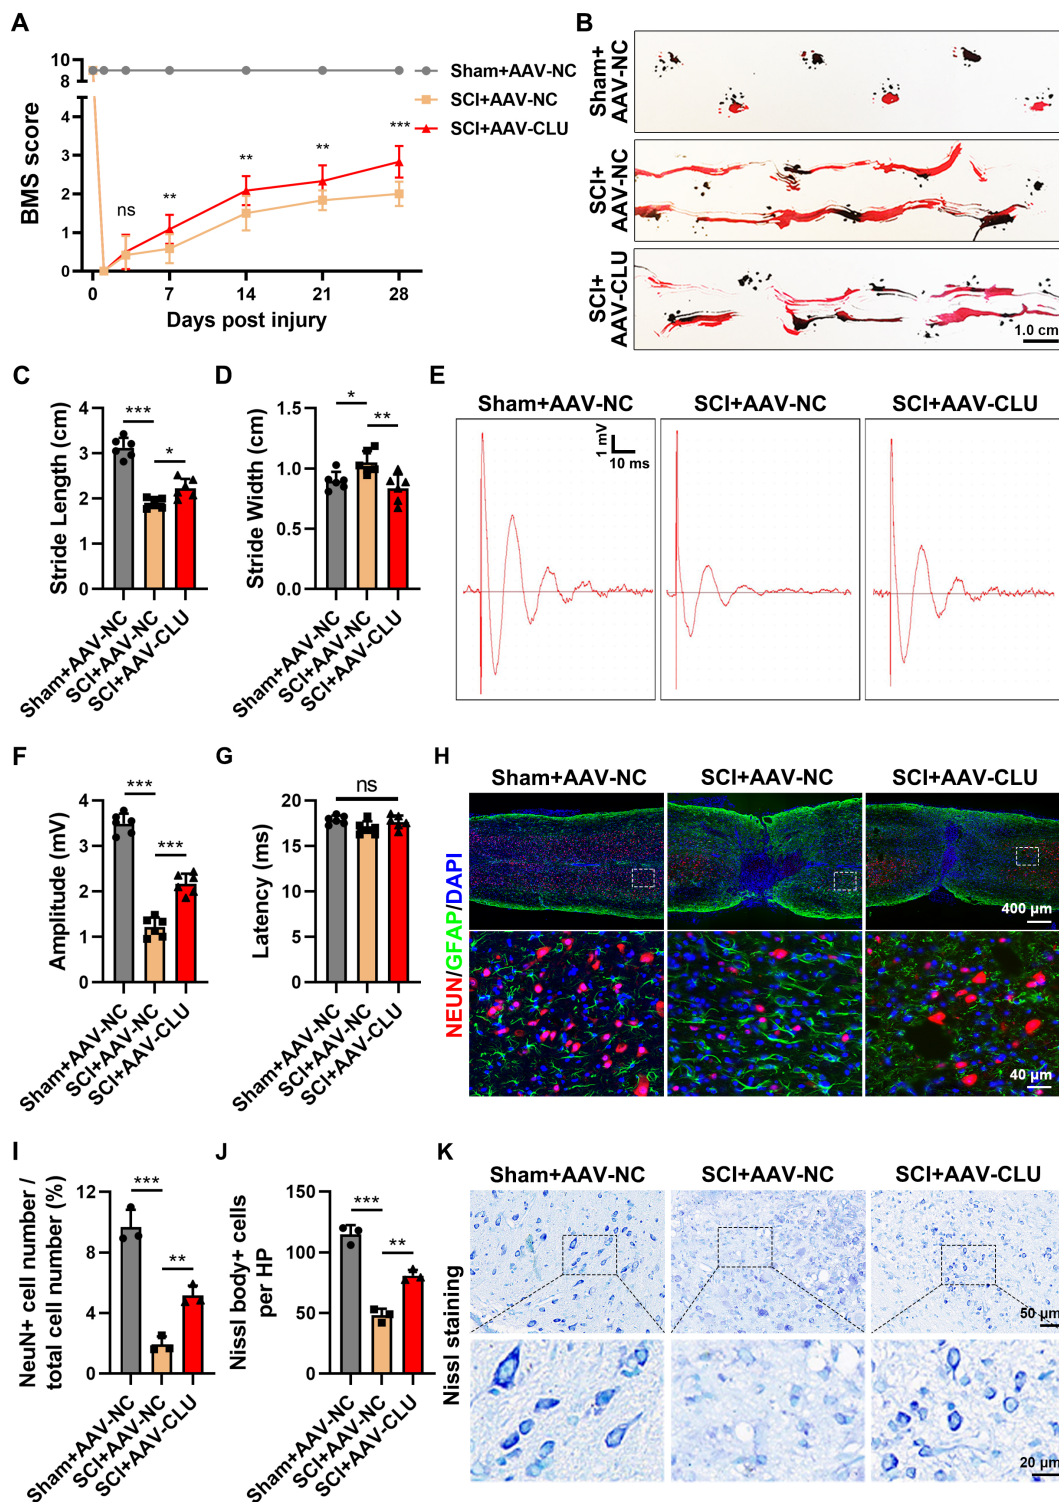 A
BMS score
10
8
4
3
2
1
0
ns
**
**
**
***
0
7
14
21
28
Days post injury
Sham+AAV-NC
SCI+AAV-NC
SCI+AAV-CLU
B
Sham+
AAV-NC
SCI+
AAV-NC
SCI+
AAV-CLU
1.0 cm
C
Stride Length (cm)
4
3
2
1
0
***
*
Sham+AAV-NC
SCI+AAV-NC
SCI+AAV-CLU
D
Stride Width (cm)
1.5
1.0
0.5
0.0
*
**
Sham+AAV-NC
SCI+AAV-NC
SCI+AAV-CLU
E
Sham+AAV-NC
SCI+AAV-NC
SCI+AAV-CLU
1 mV
10 ms
F
Amplitude (mV)
4
3
2
1
0
***
***
Sham+AAV-NC
SCI+AAV-NC
SCI+AAV-CLU
G
Latency (ms)
20
15
10
5
0
ns
Sham+AAV-NC
SCI+AAV-NC
SCI+AAV-CLU
H
Sham+AAV-NC
SCI+AAV-NC
SCI+AAV-CLU
NEUN/GFAP/DAPI
400 µm
40 µm
I
NeuN+ cell number /
total cell number (%)
12
8
4
0
***
**
Sham+AAV-NC
SCI+AAV-NC
SCI+AAV-CLU
J
Nissl body+ cells
per HP
150
100
50
0
***
**
Sham+AAV-NC
SCI+AAV-NC
SCI+AAV-CLU
K
Sham+AAV-NC
SCI+AAV-NC
SCI+AAV-CLU
Nissl staining
50 µm
20 µm